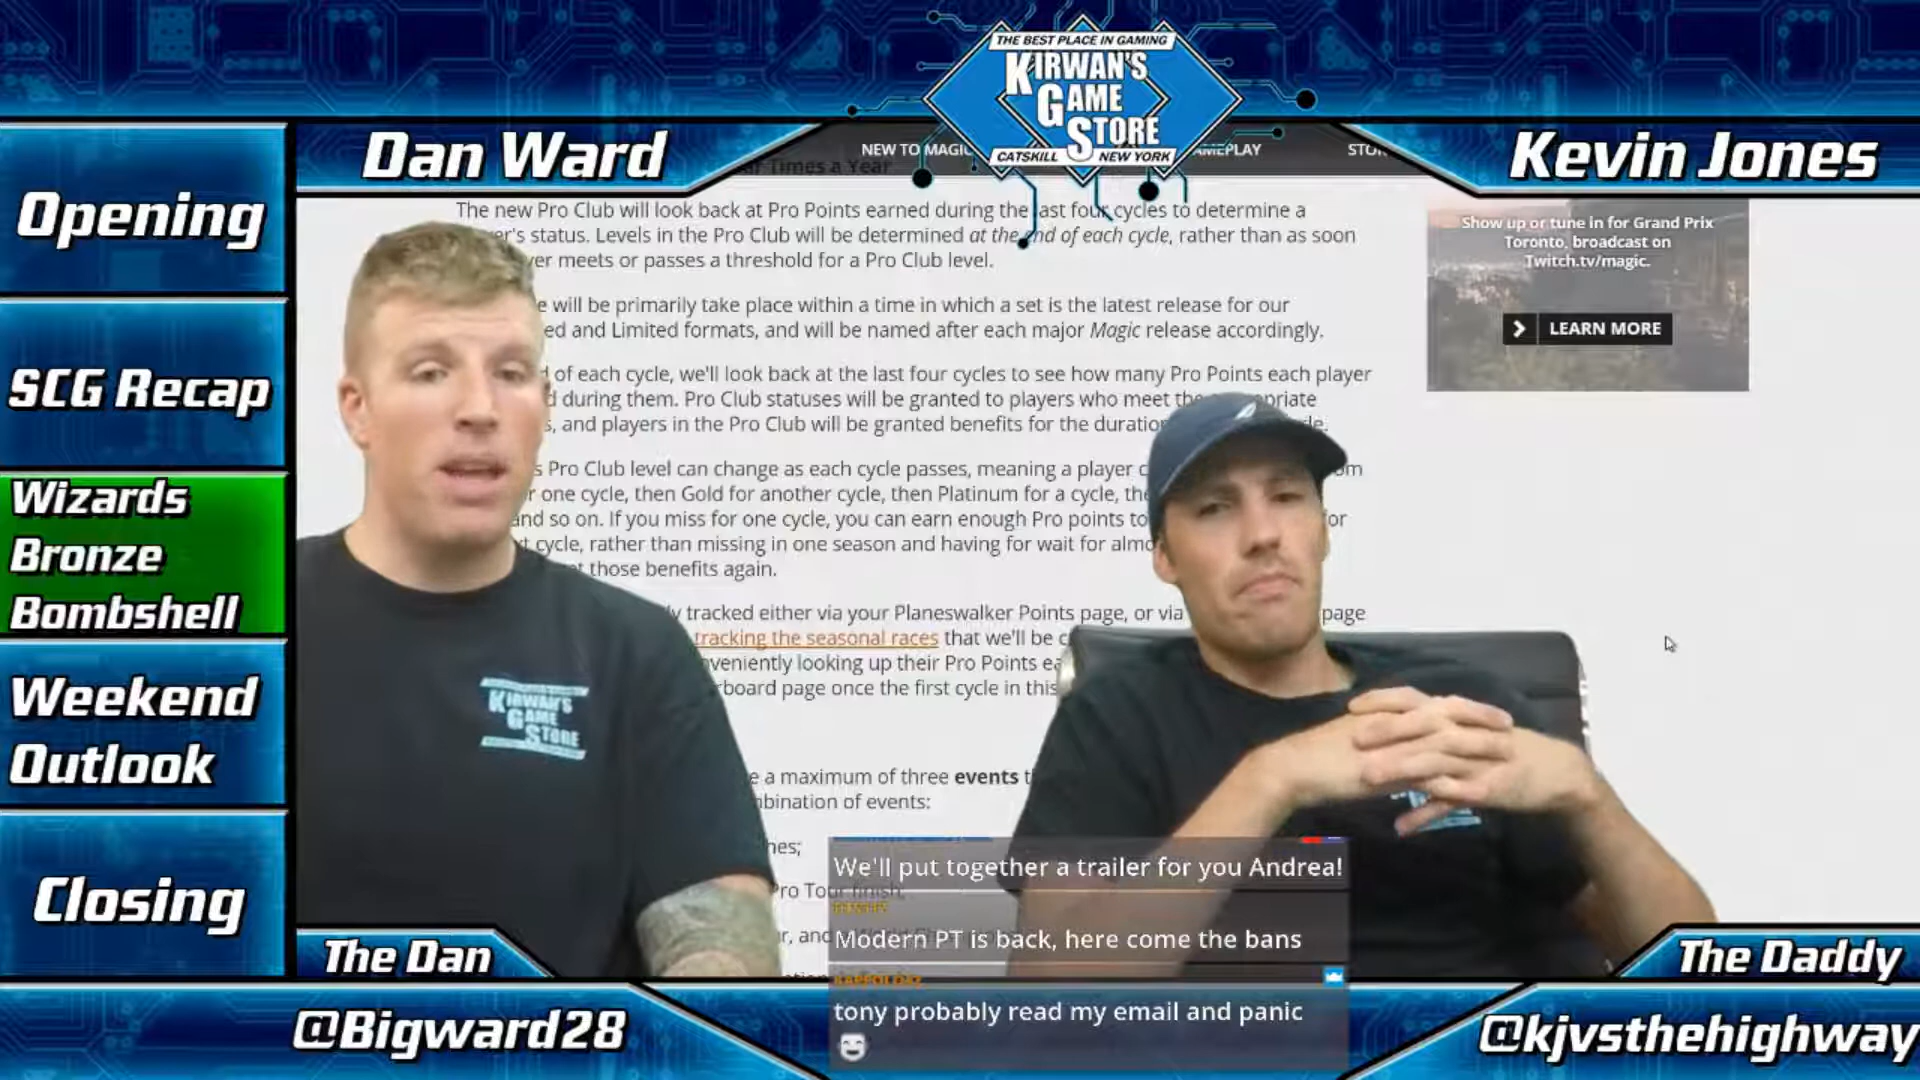 THE BEST PLACE IN GAMING
KIRWAN'S
GAME
STORE
CATSKILL NEW YORK
Dan Ward
Kevin Jones
NEW TO MAGIC
Times a Year
Opening
SCG Recap
Wizards
Bronze
Bombshell
Weekend
Outlook
Closing
The new Pro Club will look back at Pro Points earned during the last four cycles to determine a
status. Levels in the Pro Club will be determined at the end of each cycle, rather than as soon
meets or passes a threshold for a Pro Club level.
will be primarily take place within a time in which a set is the latest release for our
and Limited formats, and will be named after each major Magic release accordingly.
of each cycle, we'll look back at the last four cycles to see how many Pro Points each player
during them. Pro Club statuses will be granted to players who meet the
and players in the Pro Club will be granted benefits for the
Pro Club level can change as each cycle passes, meaning a player
one cycle, then Gold for another cycle, then Platinum for a cycle,
and so on. If you miss for one cycle, you can earn enough Pro points to
cycle, rather than missing in one season and having for wait for
those benefits again.
tracked either via your Planeswalker Points page, or via page
tracking the seasonal races that we'll be
looking up their Pro Points
page once the first cycle in this
a maximum of three events
of events:
Show up or tune in for Grand Prix
Toronto, broadcast on
Twitch.tv/magic.
LEARN MORE
KIRWAN'S
GAME
STORE
We'll put together a trailer for you Andrea!
Modern PT is back, here come the bans
tony probably read my email and panic
The Dan
The Daddy
@Bigward28
@kjvsthehighway